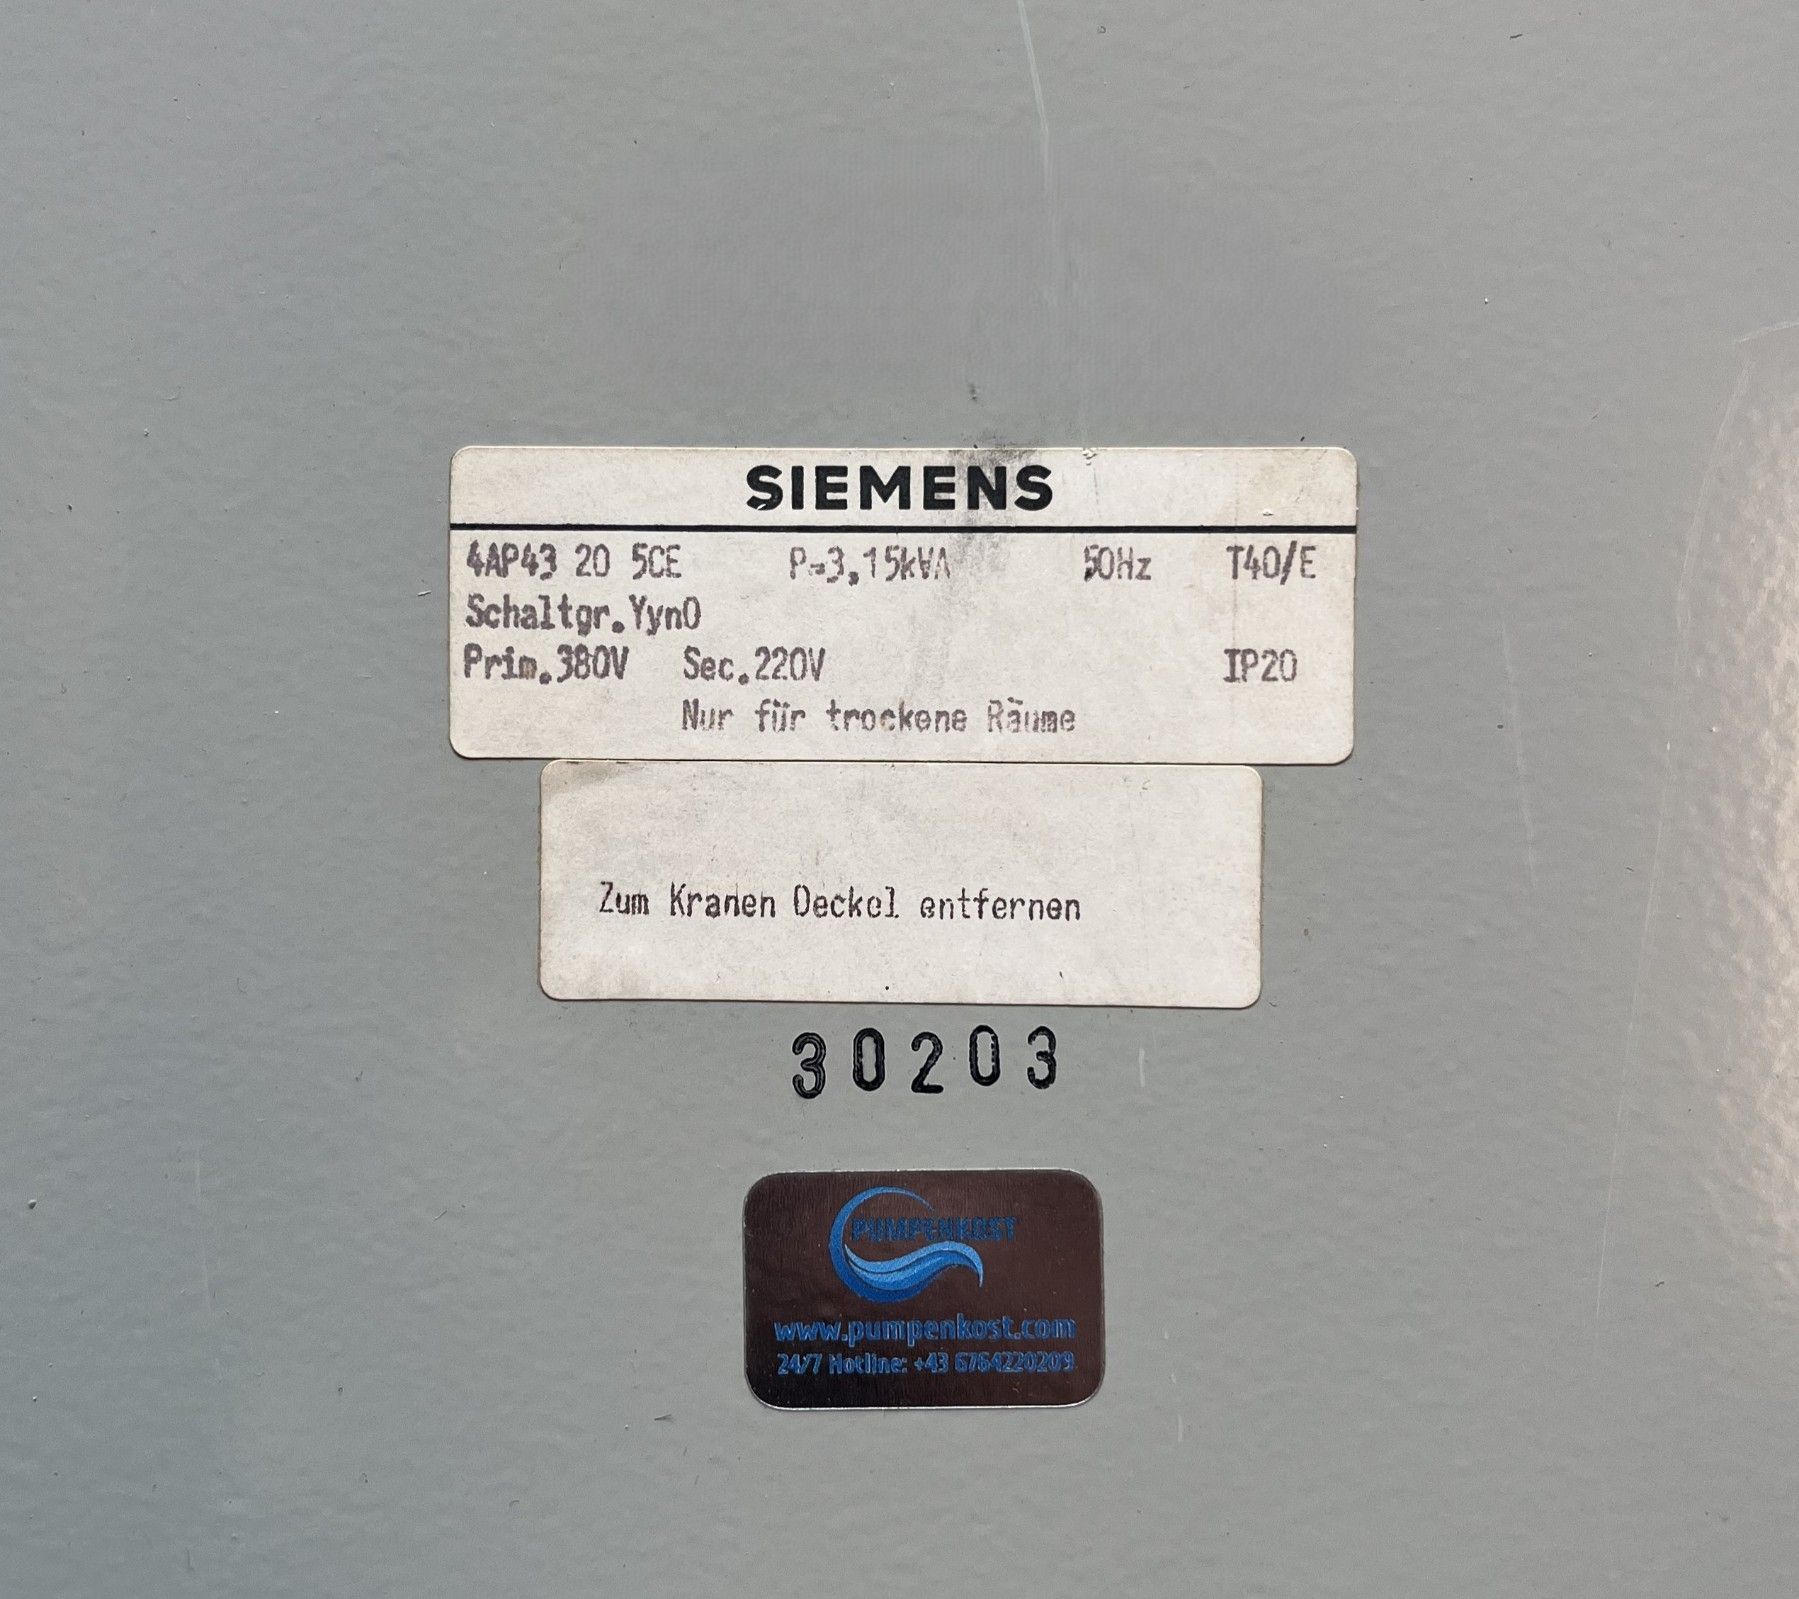 SIEMENS
4AP43 20 5CE P=3,15kVA 50Hz T40/E
Schaltgr.Yyn0
Prim.380V Sec.220V IP20
Nur für trockene Räume
Zum Kranen Deckel entfernen
30203
PUMPENKOST
www.pumpenkost.com
24/7 Hotline: +43 6764220209